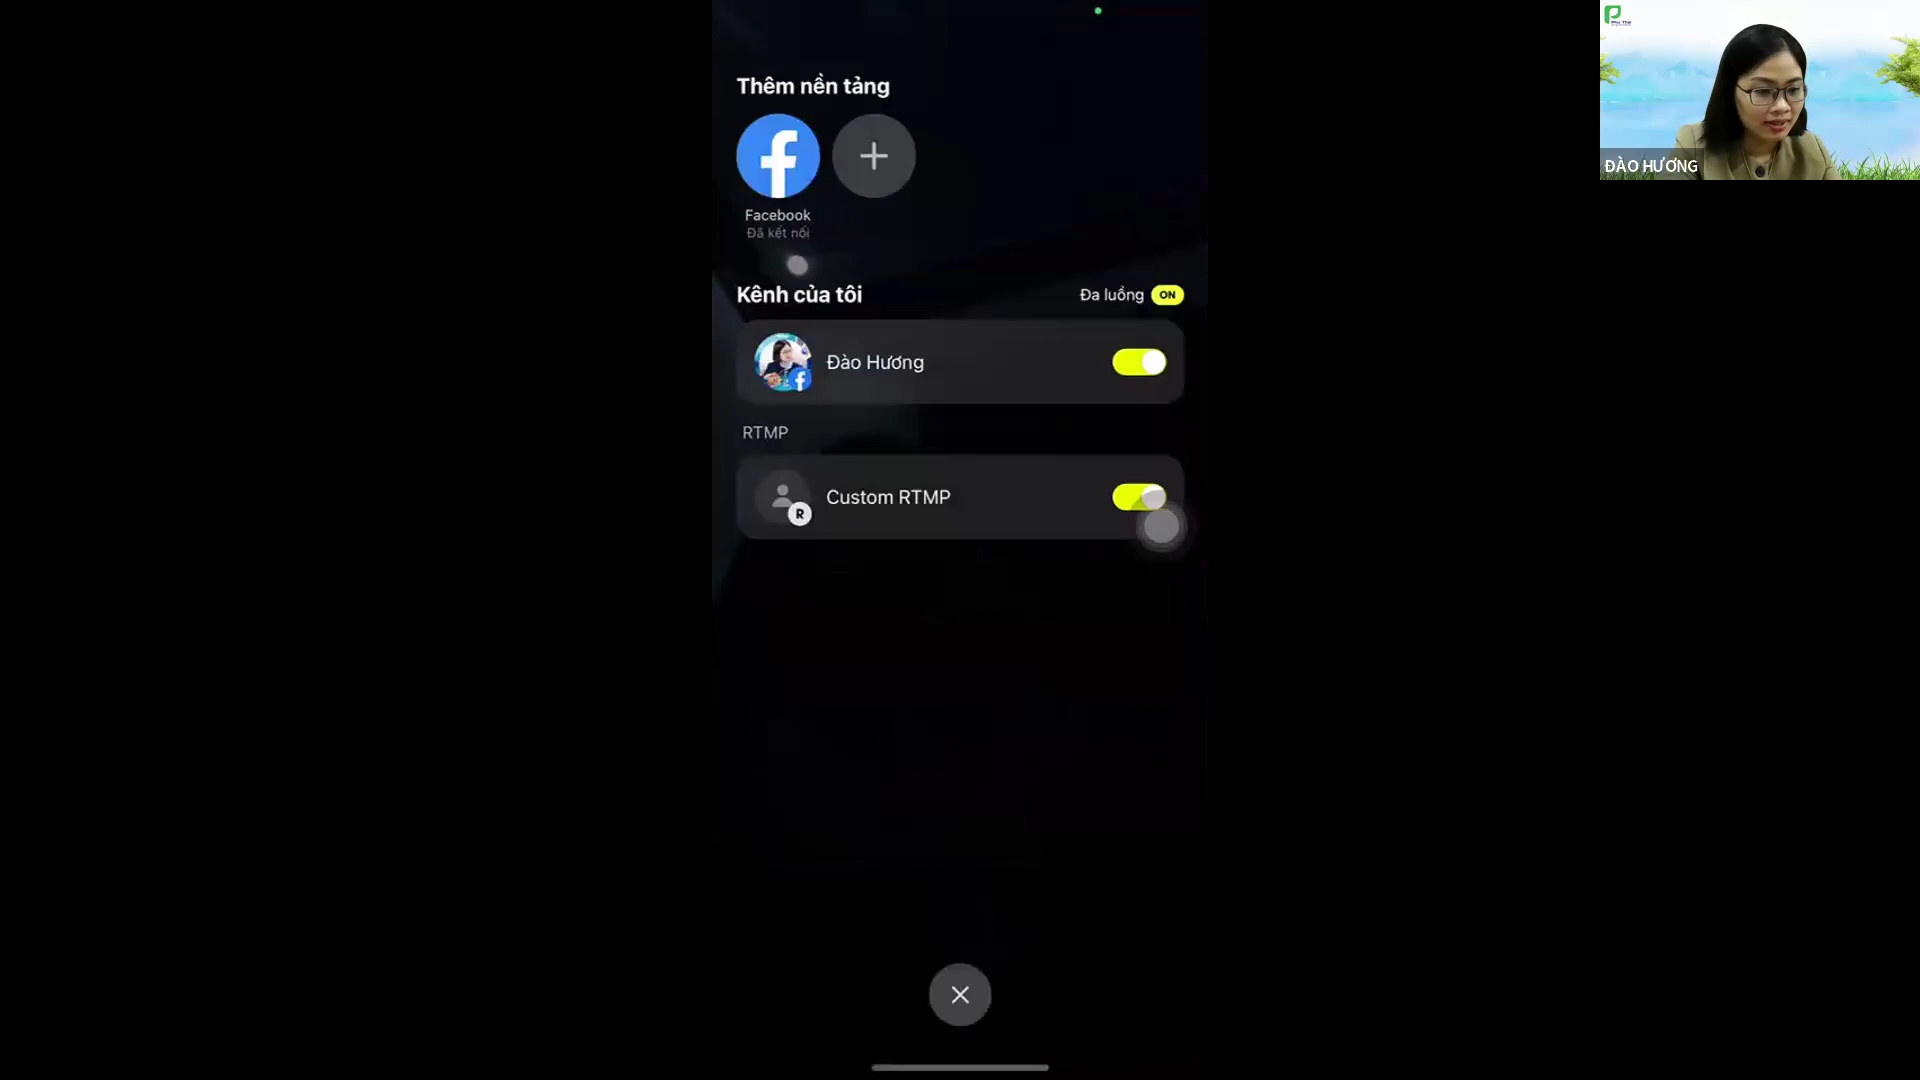 Thêm nền tảng
Facebook
Đã kết nối
Kênh của tôi
Đa luồng ON
Đào Hương
RTMP
R
Custom RTMP
ĐÀO HƯƠNG